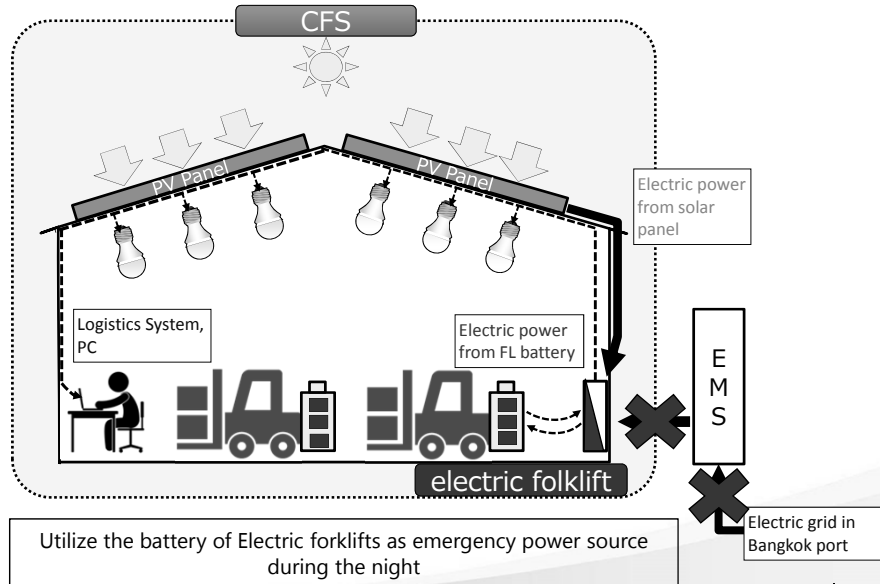 CFS
PV Panel
PV Panel
Electric power
from solar
panel
Logistics System,
PC
Electric power
from FL battery
E
M
S
electric folklift
Electric grid in
Bangkok port
Utilize the battery of Electric forklifts as emergency power source
during the night